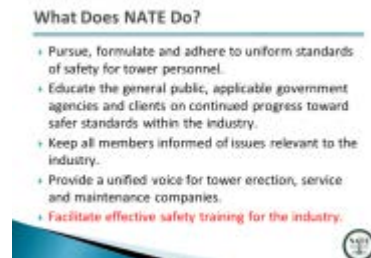 What Does NATE Do?
Pursue, formulate and adhere to uniform standards
of safety for tower personnel.
Educate the general public, applicable government
agencies and clients on continued progress toward
safer standards within the industry.
Keep all members informed of issues relevant to the
industry.
Provide a unified voice for tower erection, service
and maintenance companies.
Facilitate effective safety training for the industry.
NATE